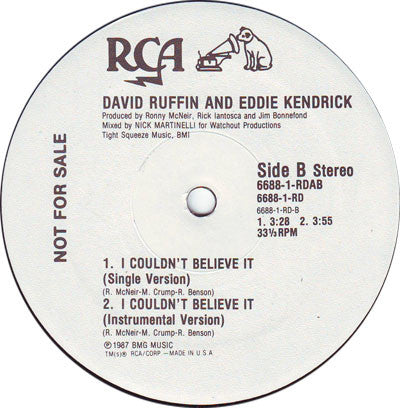 RCA
DAVID RUFFIN AND EDDIE KENDRICK
Produced by Ronny McNeir, Rick Iantosca and Jim Bonnefond
Mixed by NICK MARTINELLI for Watchout Productions
Tight Squeeze Music, BMI
NOT FOR SALE
Side B Stereo
6688-1-RDAB
6688-1-RD
6688-1-RD-B
1. 3:28 2. 3:55
33⅓RPM
1. I COULDN'T BELIEVE IT
(Single Version)
(R. McNeir-M. Crump-R. Benson)
2. I COULDN'T BELIEVE IT
(Instrumental Version)
(R. McNeir-M. Crump-R. Benson)
℗1987 BMG MUSIC
TM(s)® RCA/CORP.—MADE IN U.S.A